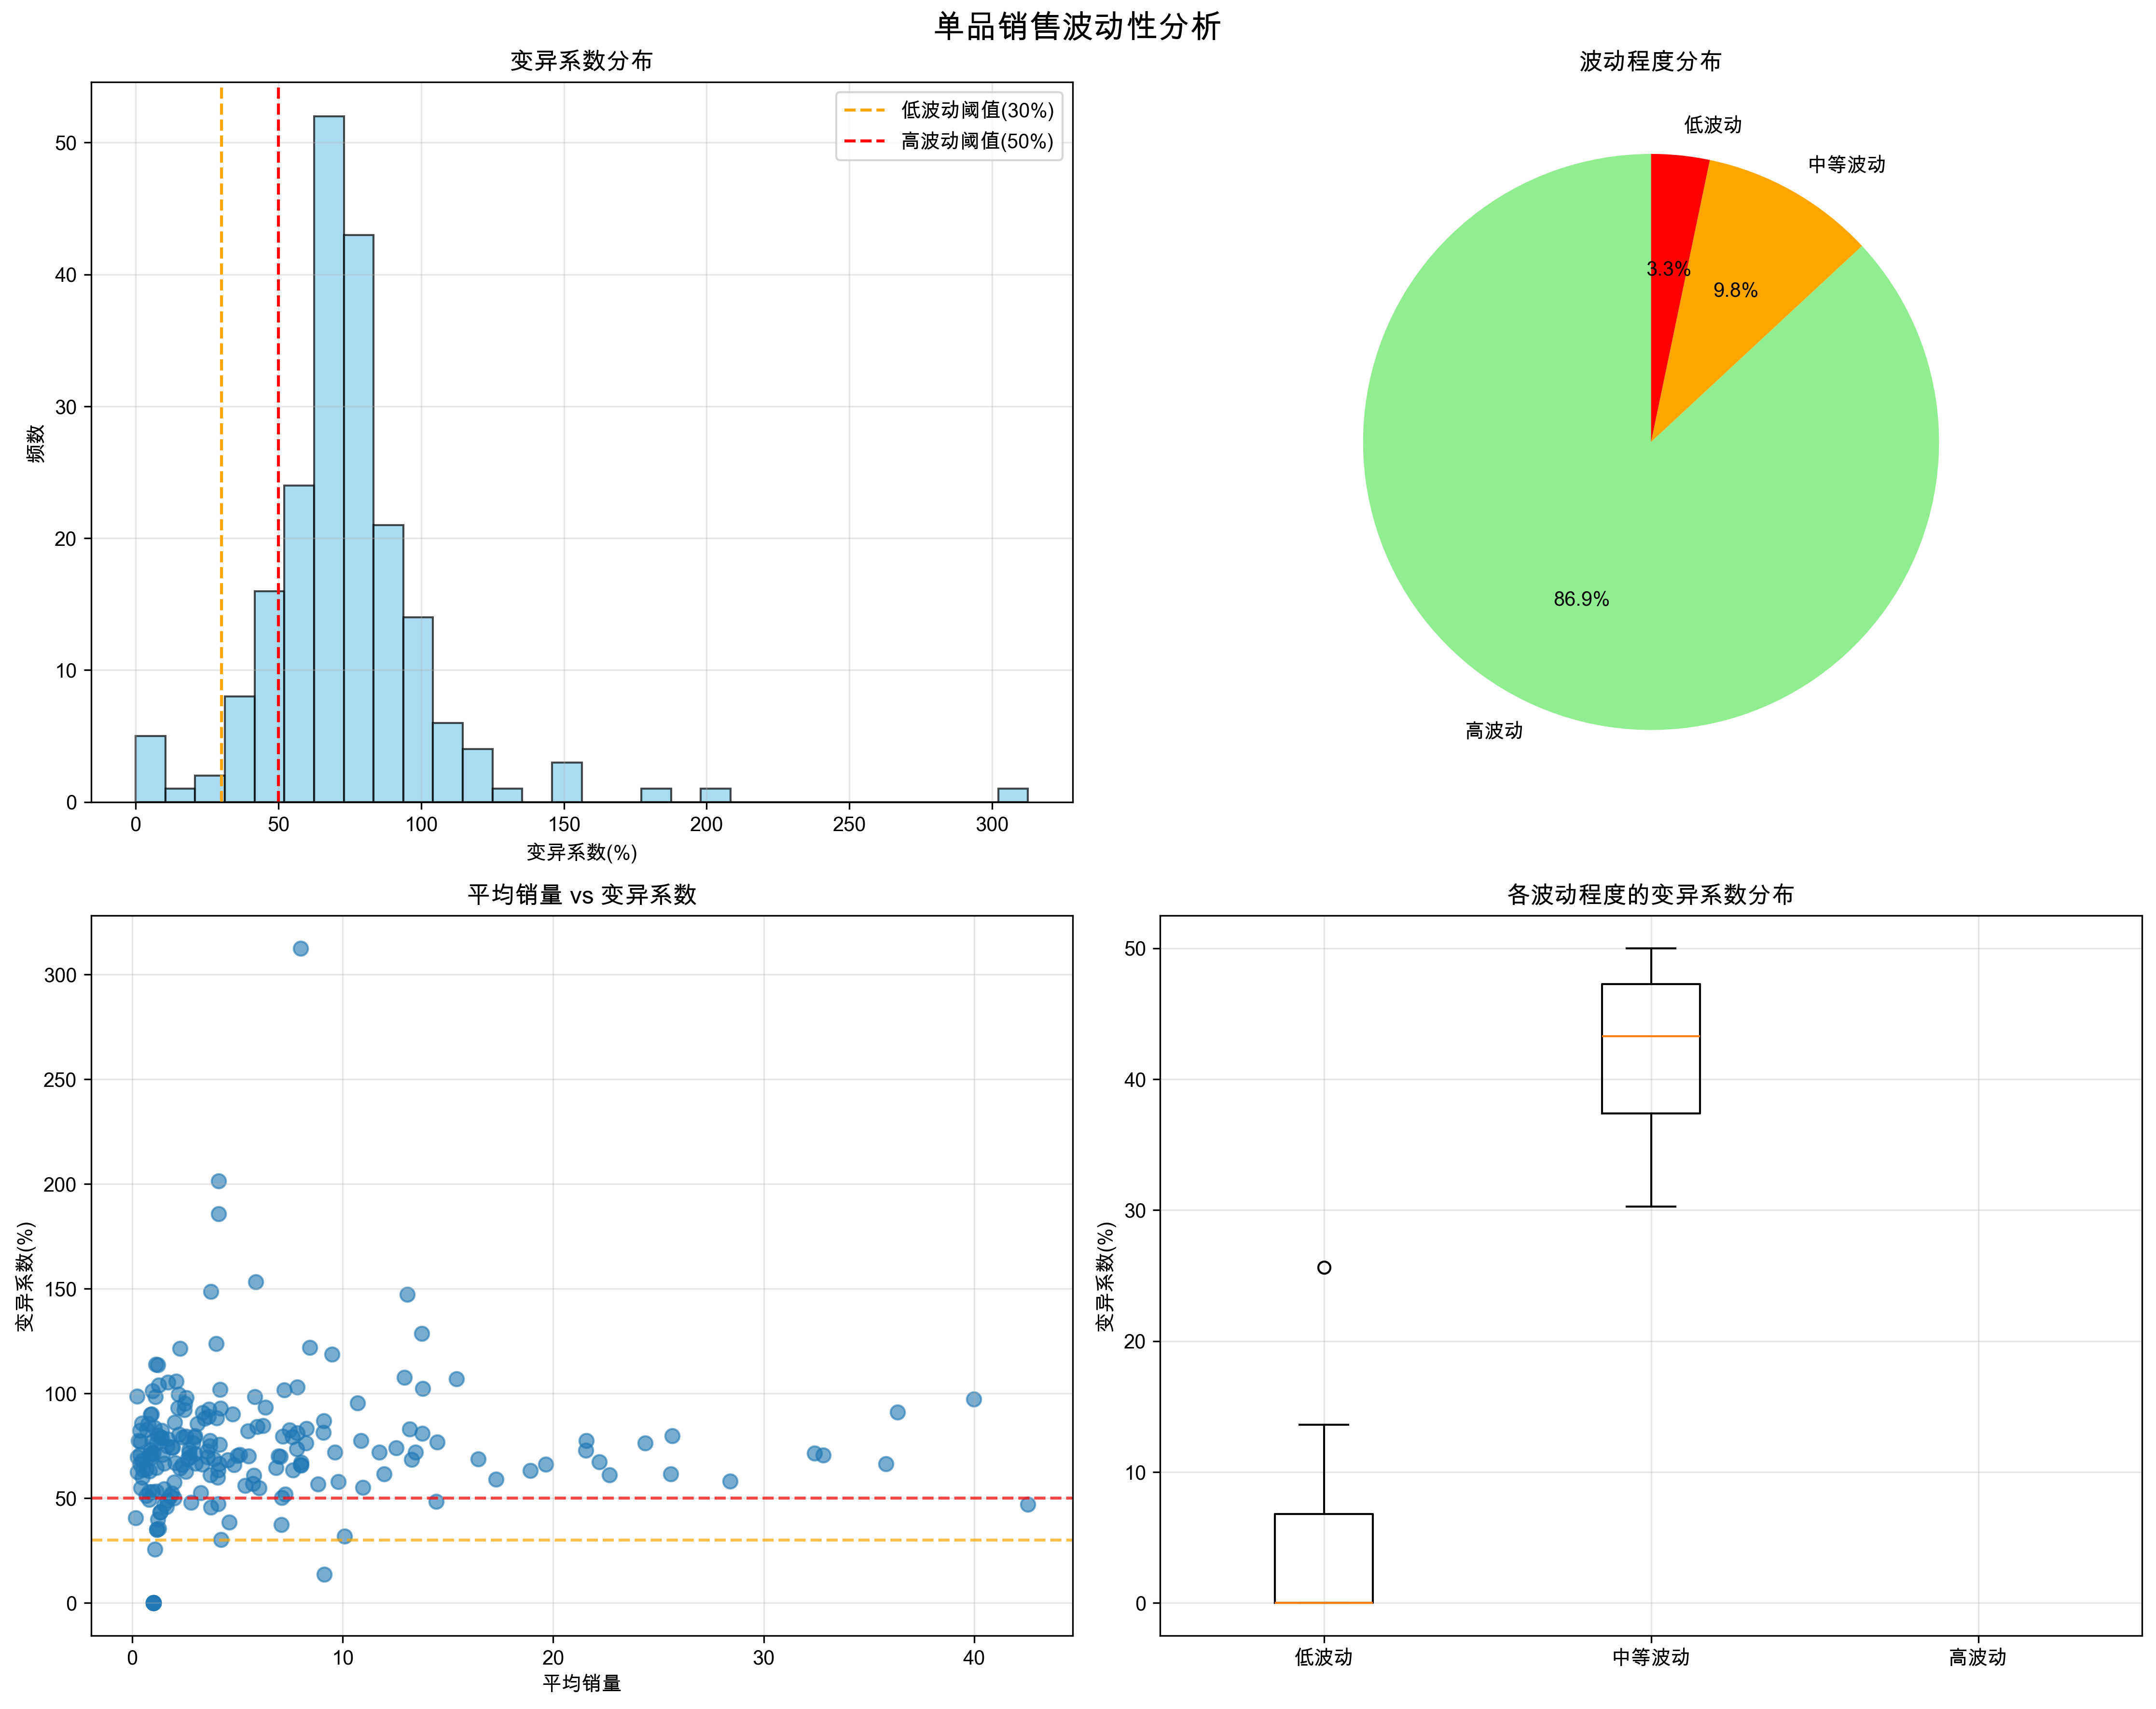 单品销售波动性分析
变异系数分布
低波动阈值(30%)
高波动阈值(50%)
频数
50
40
30
20
10
0
0 50 100 150 200 250 300
变异系数(%)
波动程度分布
低波动
中等波动
3.3%
9.8%
86.9%
高波动
平均销量 vs 变异系数
变异系数(%)
300
250
200
150
100
50
0
0 10 20 30 40
平均销量
各波动程度的变异系数分布
变异系数(%)
50
40
30
20
10
0
低波动 中等波动 高波动